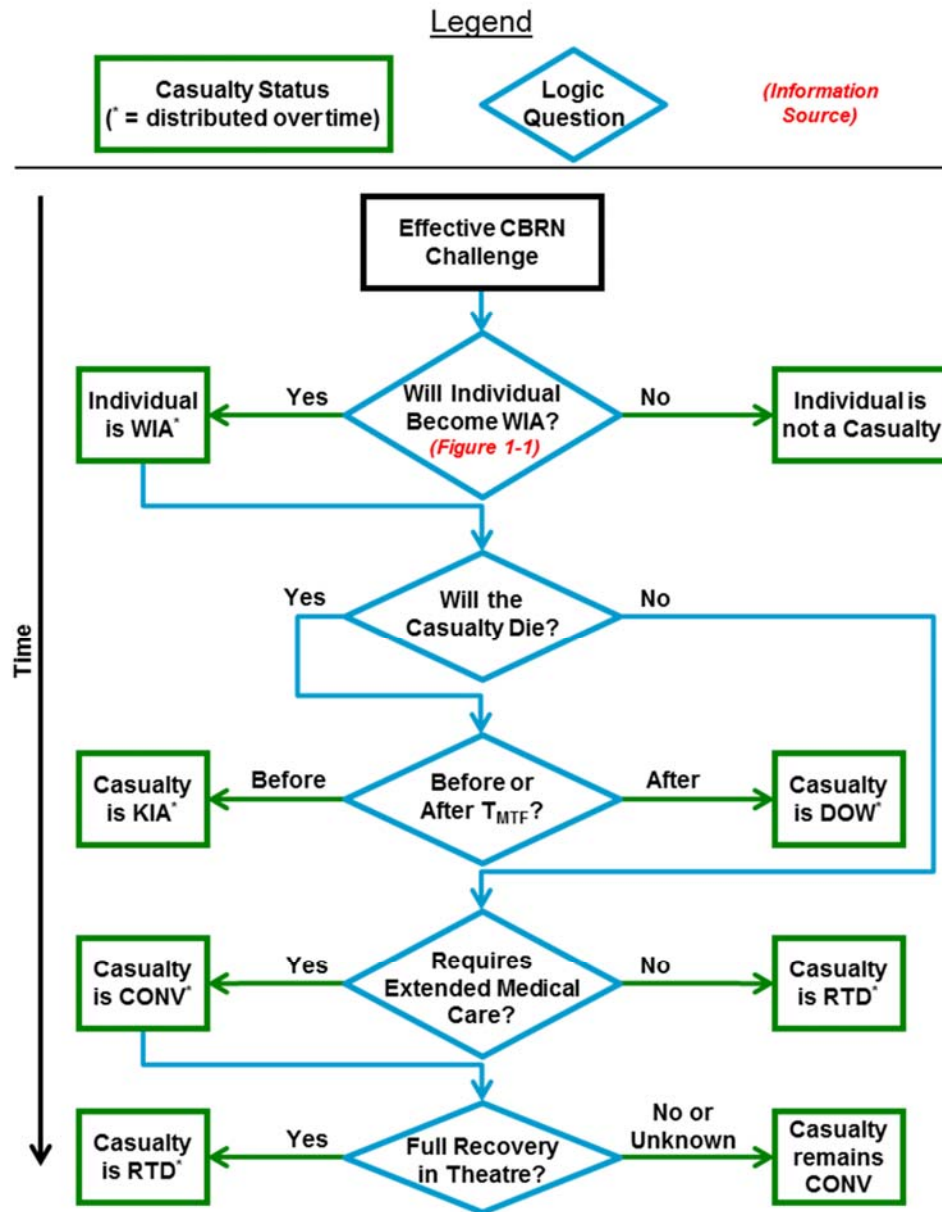 Legend
Casualty Status
(* = distributed overtime)
Logic
Question
(Information
Source)
Time
Effective CBRN
Challenge
Individual
is WIA*
Yes
Will Individual
Become WIA?
(Figure 1-1)
No
Individual is
not a Casualty
Yes
Will the
Casualty Die?
No
Casualty
is KIA*
Before
Before or
After TMTF?
After
Casualty
is DOW*
Casualty
is CONV*
Yes
Requires
Extended Medical
Care?
No
Casualty
is RTD*
Casualty
is RTD*
Yes
Full Recovery
in Theatre?
No or
Unknown
Casualty
remains
CONV